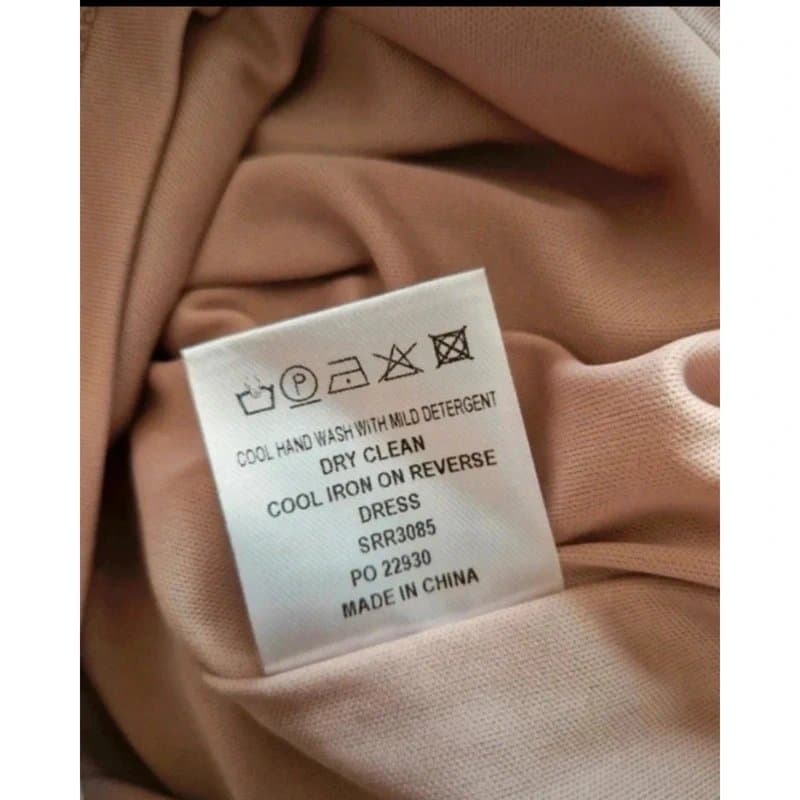 P
COOL HAND WASH WITH MILD DETERGENT
DRY CLEAN
COOL IRON ON REVERSE
DRESS
SRR3085
PO 22930
MADE IN CHINA